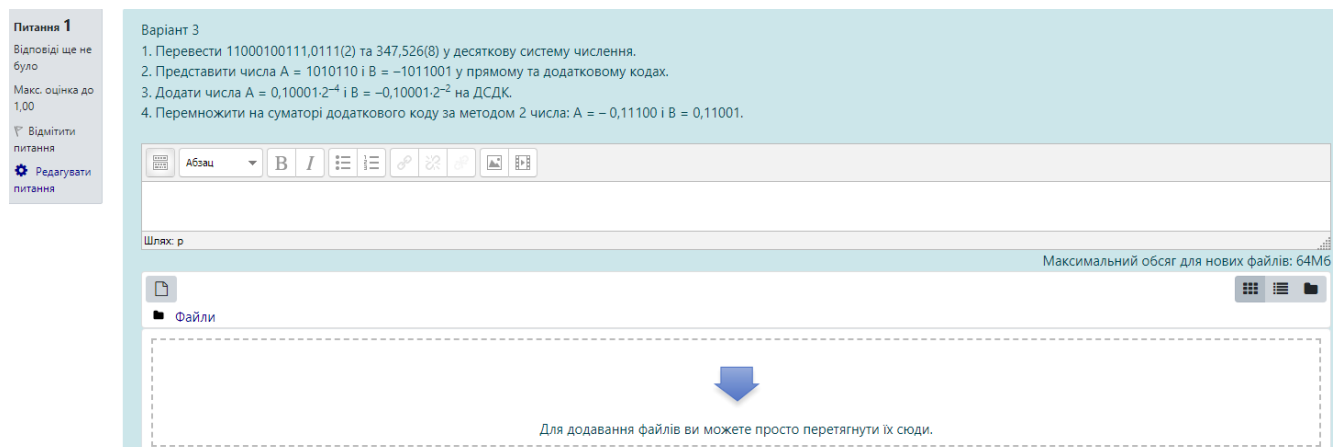 Питання 1
Відповіді ще не
було
Макс. оцінка до
1,00
Відмітити
питання
Редагувати
питання
Варіант 3
1. Перевести 11000100111,0111(2) та 347,526(8) у десяткову систему числення.
2. Представити числа А = 1010110 і В = –1011001 у прямому та додатковому кодах.
3. Додати числа А = 0,10001·2⁻⁴ і В = –0,10001·2⁻² на ДСДК.
4. Перемножити на суматорі додаткового коду за методом 2 числа: А = – 0,11100 і В = 0,11001.
Абзац B I
Шлях: p
Максимальний обсяг для нових файлів: 64Мб
Файли
Для додавання файлів ви можете просто перетягнути їх сюди.